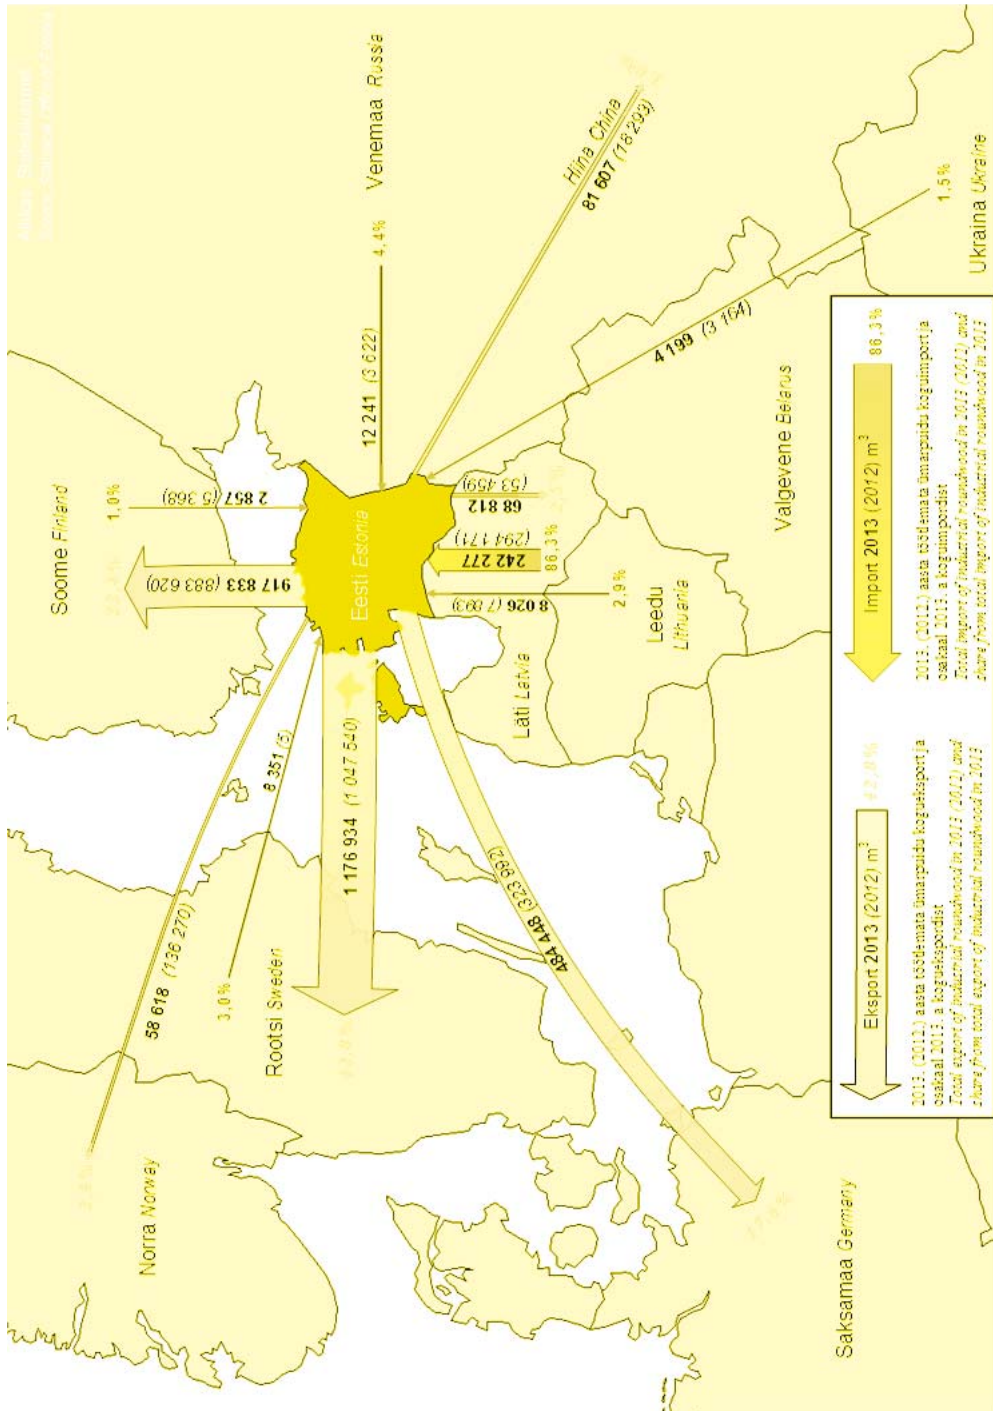 Norra Norway
58 618 (136 270)
3,0%
8 351 (5)
Rootsi Sweden
1 176 934 (1 047 540)
Soome Finland
917 833 (883 620)
1,0%
2 857 (5 368)
Venemaa Russia
4,4%
12 241 (3 622)
Hiina China
81 607 (18 293)
Eesti Estonia
68 812 (53 459)
242 277 (294 171)
86,3%
8 026 (7 893)
2,9%
Läti Latvia
Leedu
Lithuania
484 448 (323 992)
4 199 (3 164)
1,5%
Ukraina Ukraine
Valgevene Belarus
Saksamaa Germany
Eksport 2013 (2012) m³
42,8%
2013. (2012.) aasta töötlemata ümarpuidu kogueksport ja
osakaal 2013. a koguekspordist
Total export of industrial roundwood in 2013 (2012) and
share from total export of industrial roundwood in 2013
Import 2013 (2012) m³
86,3%
2013. (2012.) aasta töötlemata ümarpuidu koguimport ja
osakaal 2013. a koguimpordist
Total import of industrial roundwood in 2013 (2012) and
share from total import of industrial roundwood in 2013